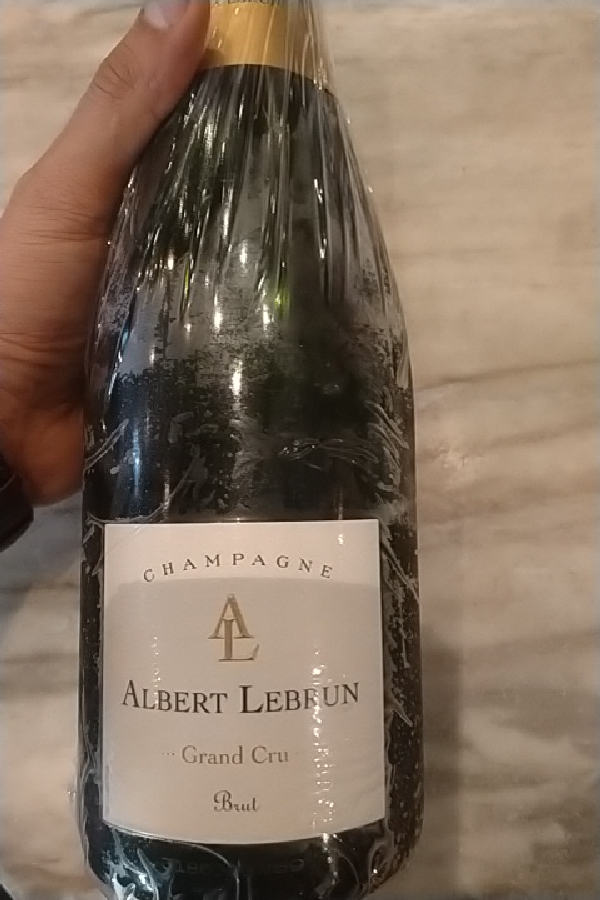 CHAMPAGNE
AL
ALBERT LEBRUN
Grand Cru
Brut